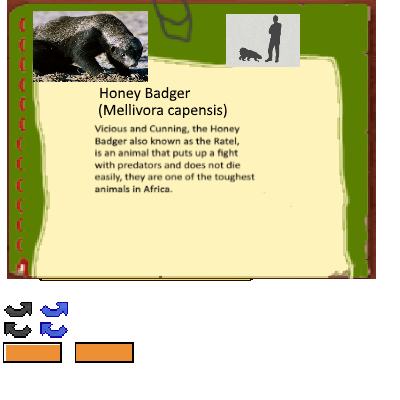 Honey Badger
(Mellivora capensis)
Vicious and Cunning, the Honey
Badger also known as the Ratel,
is an animal that puts up a fight
with predators and does not die
easily, they are one of the toughest
animals in Africa.